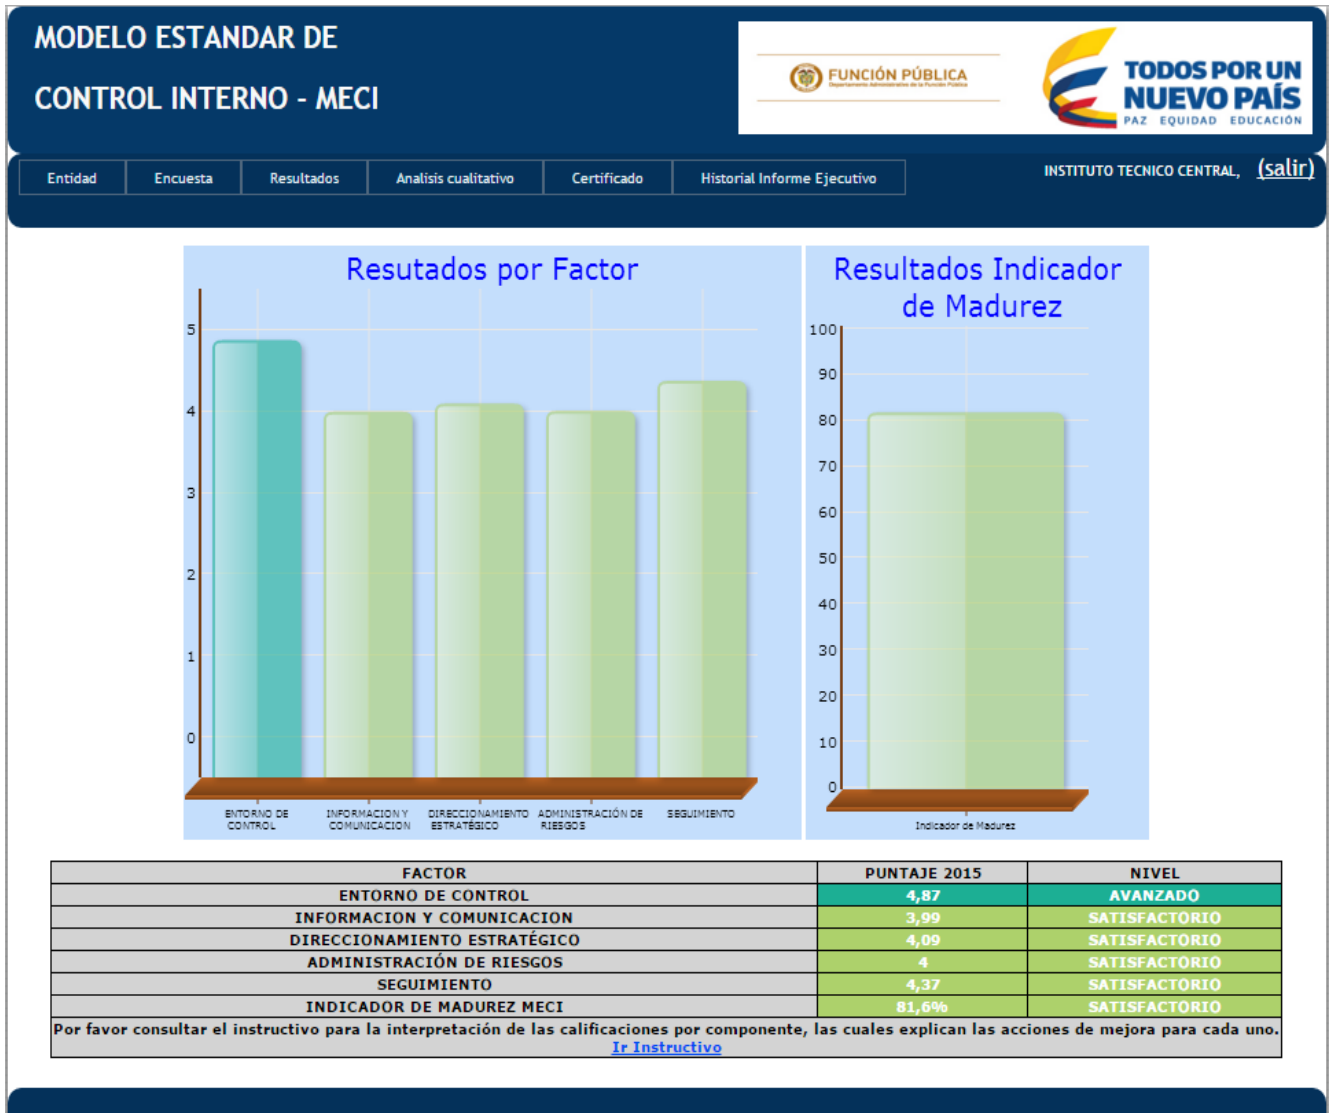 MODELO ESTANDAR DE
CONTROL INTERNO - MECI
FUNCIÓN PÚBLICA
Departamento Administrativo de la Función Pública
TODOS POR UN
NUEVO PAÍS
PAZ EQUIDAD EDUCACIÓN
Entidad Encuesta Resultados Analisis cualitativo Certificado Historial Informe Ejecutivo
INSTITUTO TECNICO CENTRAL, (salir)
Resutados por Factor
5
4
3
2
1
0
ENTORNO DE CONTROL
INFORMACION Y COMUNICACION
DIRECCIONAMIENTO ESTRATÉGICO
ADMINISTRACIÓN DE RIESGOS
SEGUIMIENTO
Resultados Indicador
de Madurez
100
90
80
70
60
50
40
30
20
10
0
Indicador de Madurez
FACTOR PUNTAJE 2015 NIVEL
ENTORNO DE CONTROL 4,87 AVANZADO
INFORMACION Y COMUNICACION 3,99 SATISFACTORIO
DIRECCIONAMIENTO ESTRATÉGICO 4,09 SATISFACTORIO
ADMINISTRACIÓN DE RIESGOS 4 SATISFACTORIO
SEGUIMIENTO 4,37 SATISFACTORIO
INDICADOR DE MADUREZ MECI 81,6% SATISFACTORIO
Por favor consultar el instructivo para la interpretación de las calificaciones por componente, las cuales explican las acciones de mejora para cada uno.
Ir Instructivo